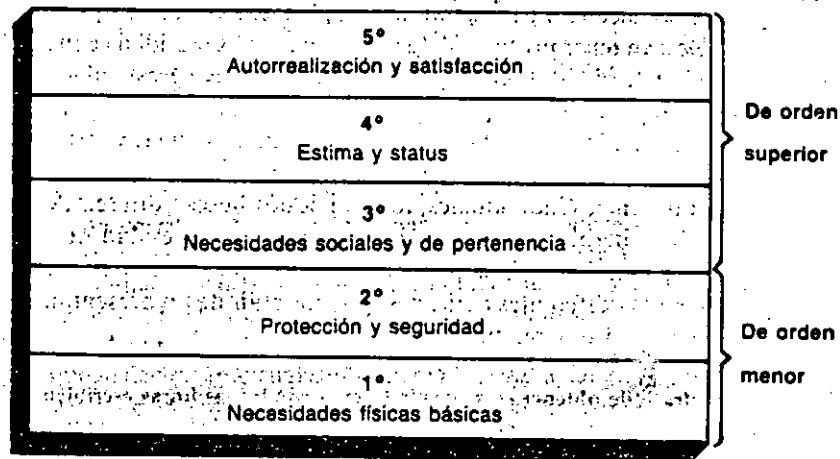 5°
Autorrealización y satisfacción
4°
Estima y status
3°
Necesidades sociales y de pertenencia
2°
Protección y seguridad
1°
Necesidades físicas básicas
De orden
superior
De orden
menor